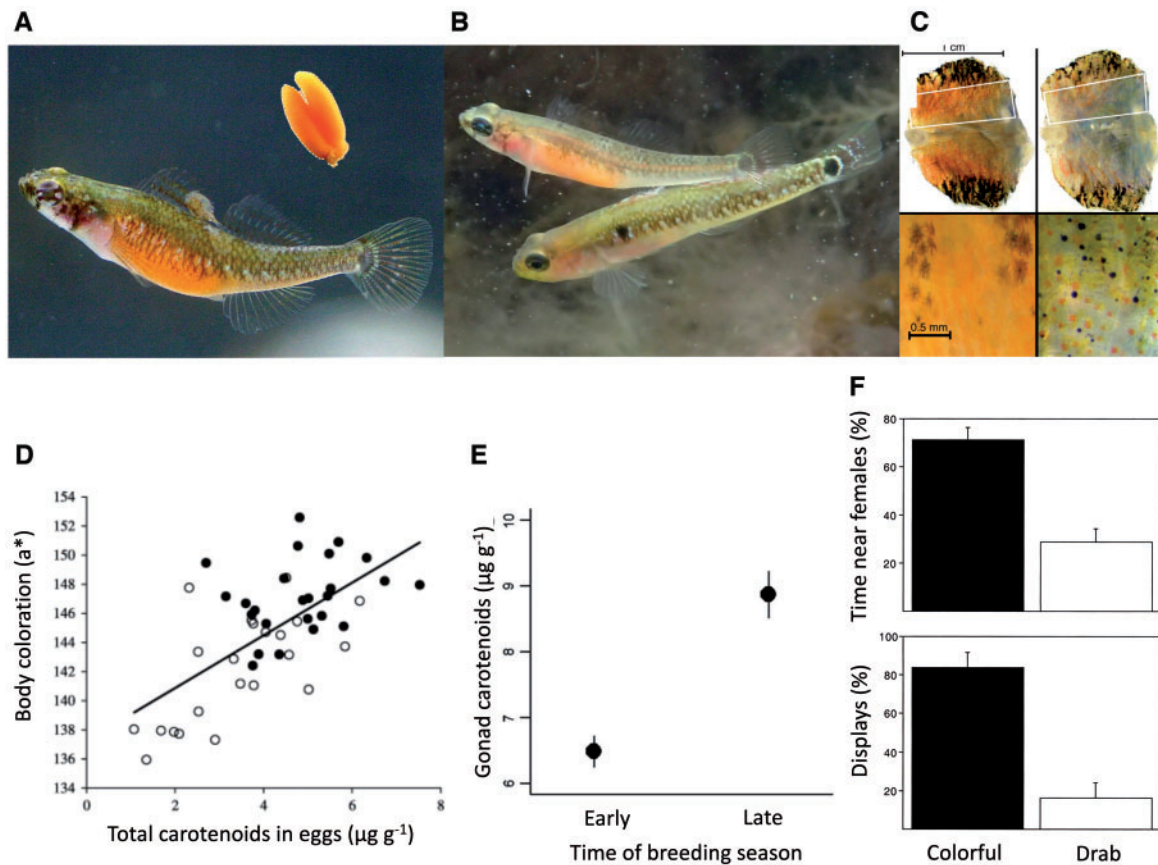 A
B
C
1 cm
0.5 mm
D
Body coloration (a*)
154
152
150
148
146
144
142
140
138
136
134
0
2
4
6
8
Total carotenoids in eggs (µg g-1)
E
Gonad carotenoids (µg g-1)
10
9
8
7
6
Early
Late
Time of breeding season
F
Time near females (%)
80
60
40
20
Displays (%)
100
80
60
40
20
Colorful
Drab